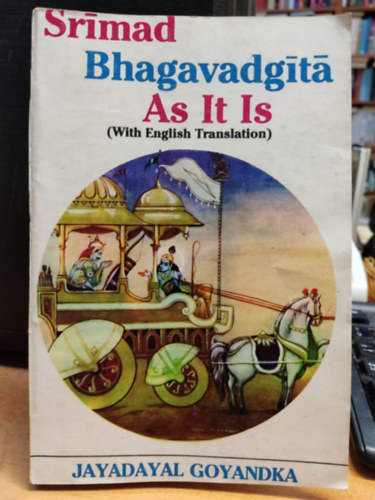 Srīmad
Bhagavadgītā
As It Is
(With English Translation)
JAYADAYAL GOYANDKA